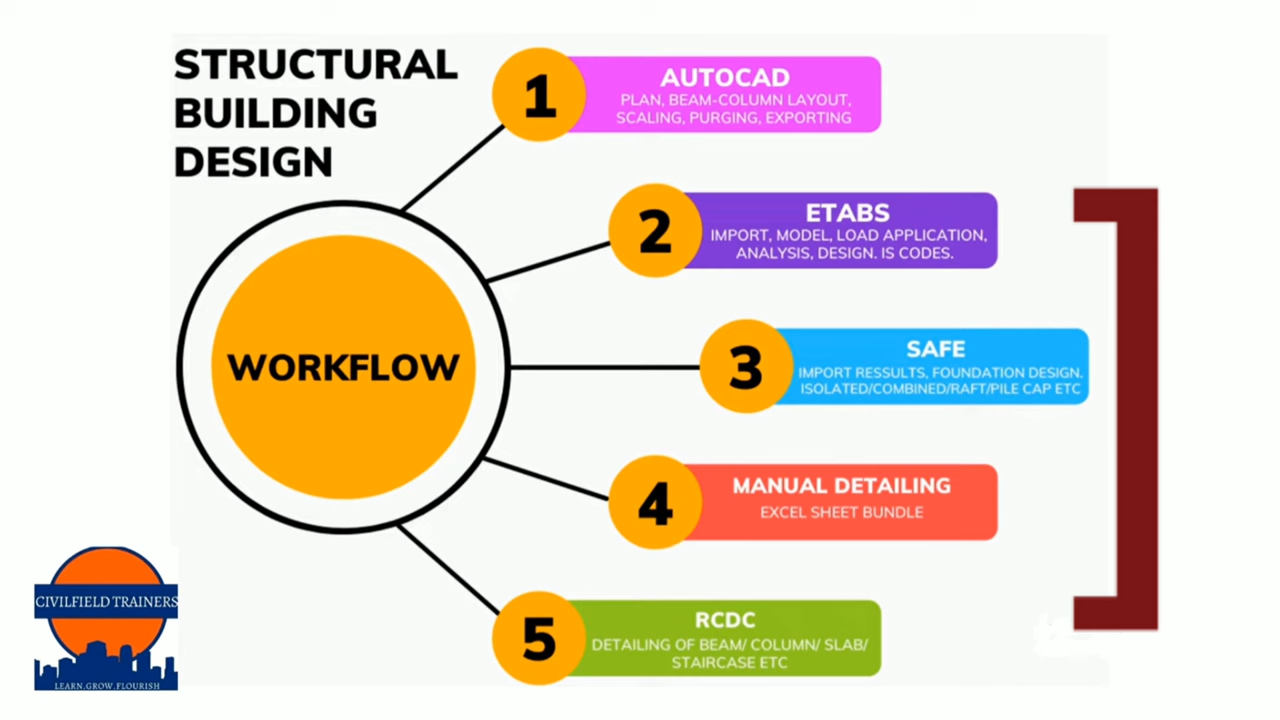 STRUCTURAL
BUILDING
DESIGN
WORKFLOW
1
AUTOCAD
PLAN, BEAM-COLUMN LAYOUT,
SCALING, PURGING, EXPORTING
2
ETABS
IMPORT, MODEL, LOAD APPLICATION,
ANALYSIS, DESIGN. IS CODES.
3
SAFE
IMPORT RESSULTS, FOUNDATION DESIGN.
ISOLATED/COMBINED/RAFT/PILE CAP ETC
4
MANUAL DETAILING
EXCEL SHEET BUNDLE
5
RCDC
DETAILING OF BEAM/ COLUMN/ SLAB/
STAIRCASE ETC
CIVILFIELD TRAINERS
LEARN.GROW.FLOURISH